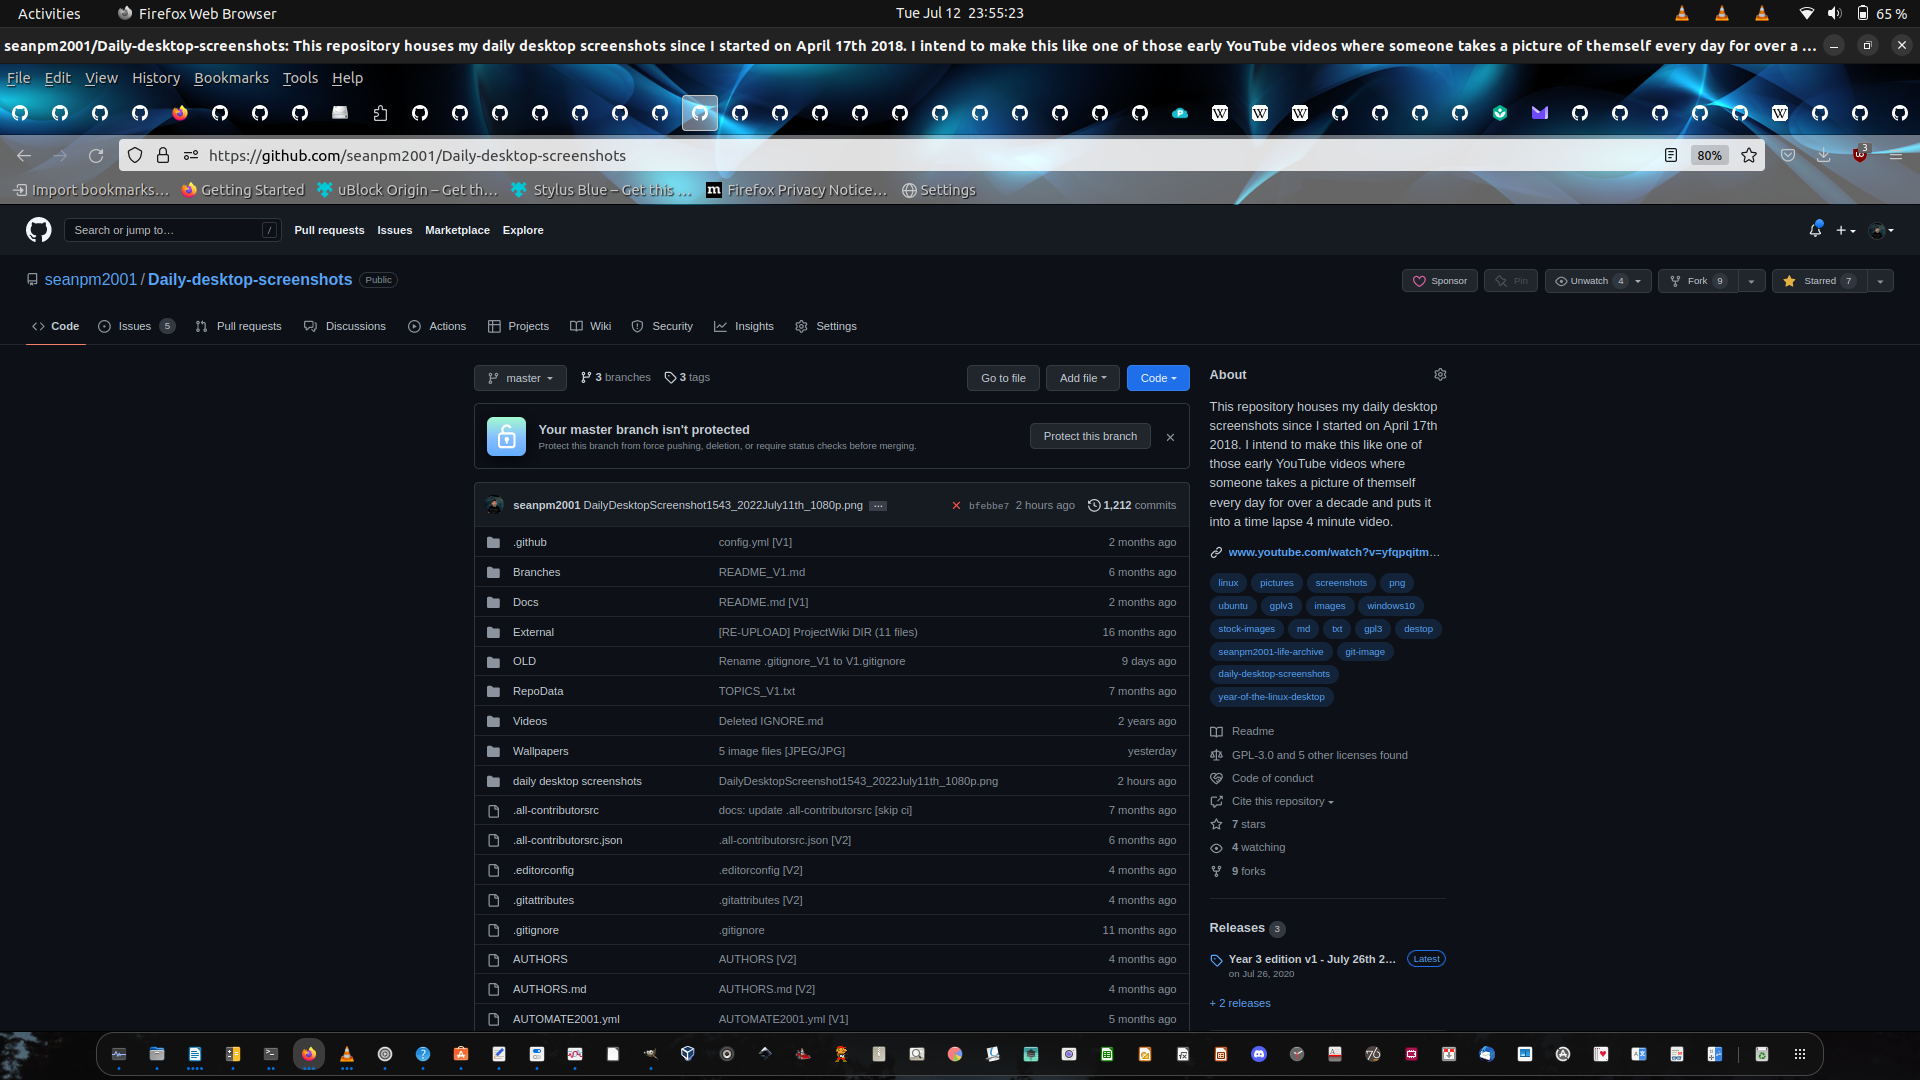 Activities
Firefox Web Browser
Tue Jul 12 23:55:23
65 %
seanpm2001/Daily-desktop-screenshots: This repository houses my daily desktop screenshots since I started on April 17th 2018. I intend to make this like one of those early YouTube videos where someone takes a picture of themself every day for over a …
File Edit View History Bookmarks Tools Help
https://github.com/seanpm2001/Daily-desktop-screenshots
80%
3
Import bookmarks…
Getting Started
uBlock Origin – Get th…
Stylus Blue – Get this …
Firefox Privacy Notice…
Settings
Search or jump to…
/
Pull requests Issues Marketplace Explore
seanpm2001 / Daily-desktop-screenshots
Public
Sponsor
Pin
Unwatch 4
Fork 9
Starred 7
Code
Issues 5
Pull requests
Discussions
Actions
Projects
Wiki
Security
Insights
Settings
master
3 branches
3 tags
Go to file
Add file
Code
Your master branch isn't protected
Protect this branch from force pushing, deletion, or require status checks before merging.
Protect this branch
seanpm2001 DailyDesktopScreenshot1543_2022July11th_1080p.png …
bfebbe7 2 hours ago
1,212 commits
.github config.yml [V1] 2 months ago
Branches README_V1.md 6 months ago
Docs README.md [V1] 2 months ago
External [RE-UPLOAD] ProjectWiki DIR (11 files) 16 months ago
OLD Rename .gitignore_V1 to V1.gitignore 9 days ago
RepoData TOPICS_V1.txt 7 months ago
Videos Deleted IGNORE.md 2 years ago
Wallpapers 5 image files [JPEG/JPG] yesterday
daily desktop screenshots DailyDesktopScreenshot1543_2022July11th_1080p.png 2 hours ago
.all-contributorsrc docs: update .all-contributorsrc [skip ci] 7 months ago
.all-contributorsrc.json .all-contributorsrc.json [V2] 6 months ago
.editorconfig .editorconfig [V2] 4 months ago
.gitattributes .gitattributes [V2] 4 months ago
.gitignore .gitignore 11 months ago
AUTHORS AUTHORS [V2] 4 months ago
AUTHORS.md AUTHORS.md [V2] 4 months ago
AUTOMATE2001.yml AUTOMATE2001.yml [V1] 5 months ago
About
This repository houses my daily desktop
screenshots since I started on April 17th
2018. I intend to make this like one of
those early YouTube videos where
someone takes a picture of themself
every day for over a decade and puts it
into a time lapse 4 minute video.
www.youtube.com/watch?v=yfqpqitm…
linux pictures screenshots png
ubuntu gplv3 images windows10
stock-images md txt gpl3 destop
seanpm2001-life-archive git-image
daily-desktop-screenshots
year-of-the-linux-desktop
Readme
GPL-3.0 and 5 other licenses found
Code of conduct
Cite this repository
7 stars
4 watching
9 forks
Releases 3
Year 3 edition v1 - July 26th 2…
Latest
on Jul 26, 2020
+ 2 releases